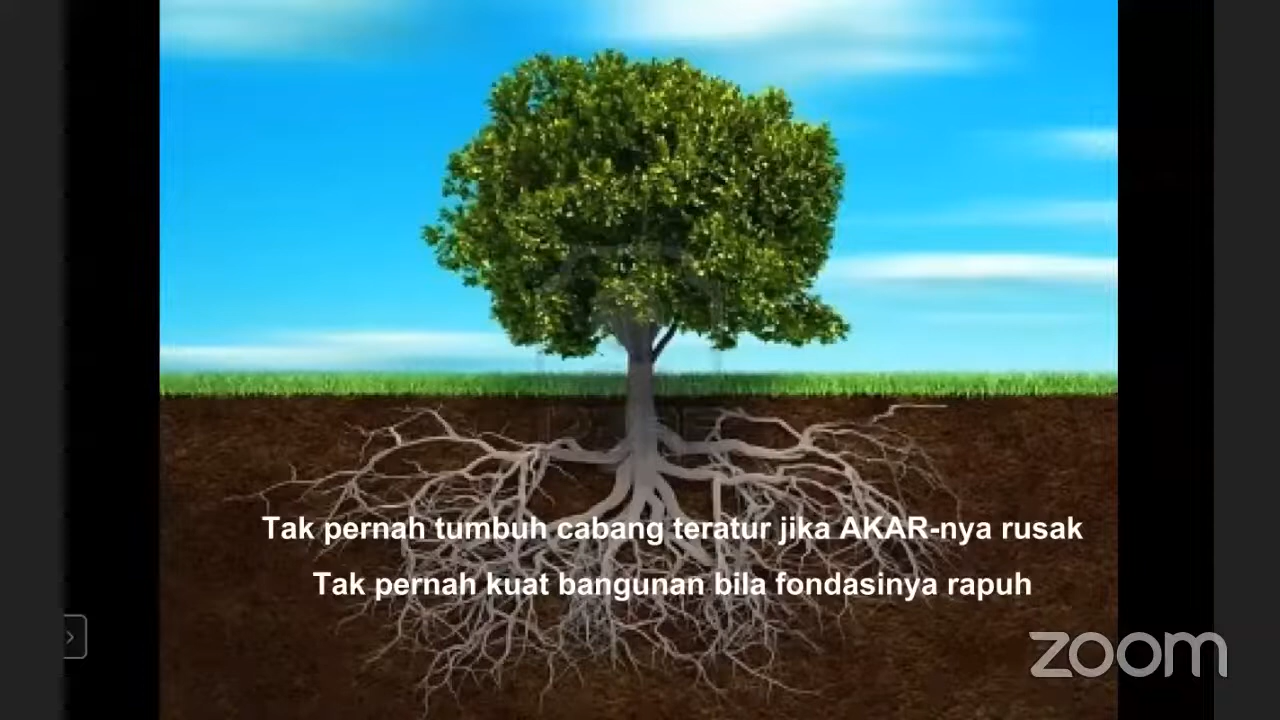 Tak pernah tumbuh cabang teratur jika AKAR-nya rusak
Tak pernah kuat bangunan bila fondasinya rapuh
zoom